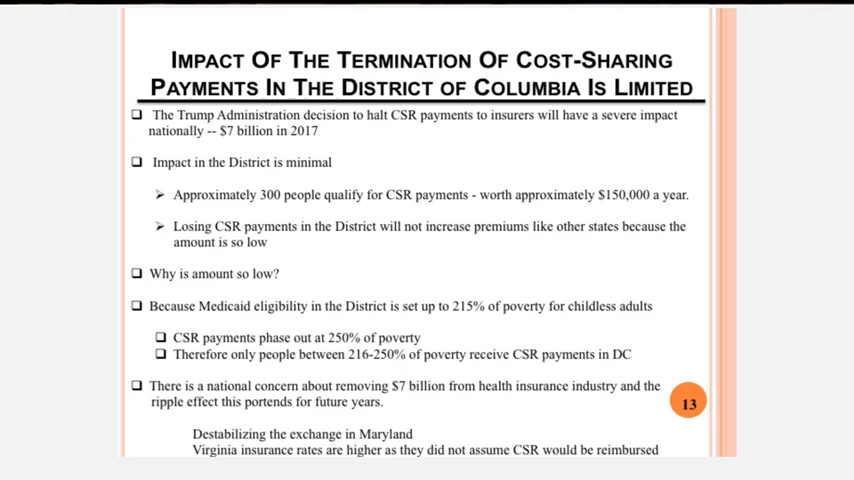 IMPACT OF THE TERMINATION OF COST-SHARING
PAYMENTS IN THE DISTRICT OF COLUMBIA IS LIMITED
❑ The Trump Administration decision to halt CSR payments to insurers will have a severe impact
nationally -- $7 billion in 2017
❑ Impact in the District is minimal
➢ Approximately 300 people qualify for CSR payments - worth approximately $150,000 a year.
➢ Losing CSR payments in the District will not increase premiums like other states because the
amount is so low
❑ Why is amount so low?
❑ Because Medicaid eligibility in the District is set up to 215% of poverty for childless adults
❑ CSR payments phase out at 250% of poverty
❑ Therefore only people between 216-250% of poverty receive CSR payments in DC
❑ There is a national concern about removing $7 billion from health insurance industry and the
ripple effect this portends for future years.
13
Destabilizing the exchange in Maryland
Virginia insurance rates are higher as they did not assume CSR would be reimbursed